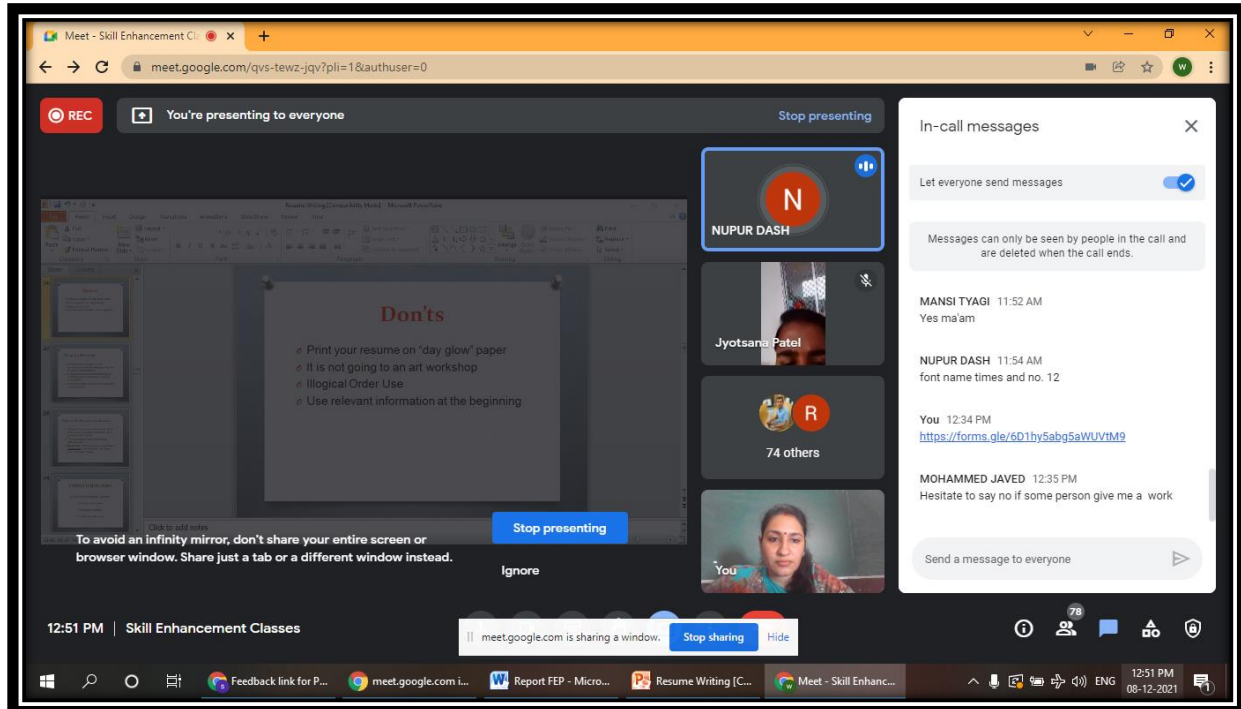 Meet - Skill Enhancement Cl
meet.google.com/qvs-tewz-jqv?pli=1&authuser=0
W
REC
You're presenting to everyone
Stop presenting
Resume Writing [Compatibility Mode] - Microsoft PowerPoint
Don'ts
Print your resume on "day glow" paper
It is not going to an art workshop
Illogical Order Use
Use relevant information at the beginning
Click to add notes
To avoid an infinity mirror, don't share your entire screen or
browser window. Share just a tab or a different window instead.
Stop presenting
Ignore
N
NUPUR DASH
Jyotsana Patel
R
74 others
You
In-call messages
Let everyone send messages
Messages can only be seen by people in the call and
are deleted when the call ends.
MANSI TYAGI 11:52 AM
Yes ma'am
NUPUR DASH 11:54 AM
font name times and no. 12
You 12:34 PM
https://forms.gle/6D1hy5abg5aWUVtM9
MOHAMMED JAVED 12:35 PM
Hesitate to say no if some person give me a work
Send a message to everyone
12:51 PM | Skill Enhancement Classes
meet.google.com is sharing a window.
Stop sharing
Hide
78
Feedback link for P...
meet.google.com i...
Report FEP - Micro...
Resume Writing [C...
Meet - Skill Enhanc...
ENG
12:51 PM
08-12-2021
1